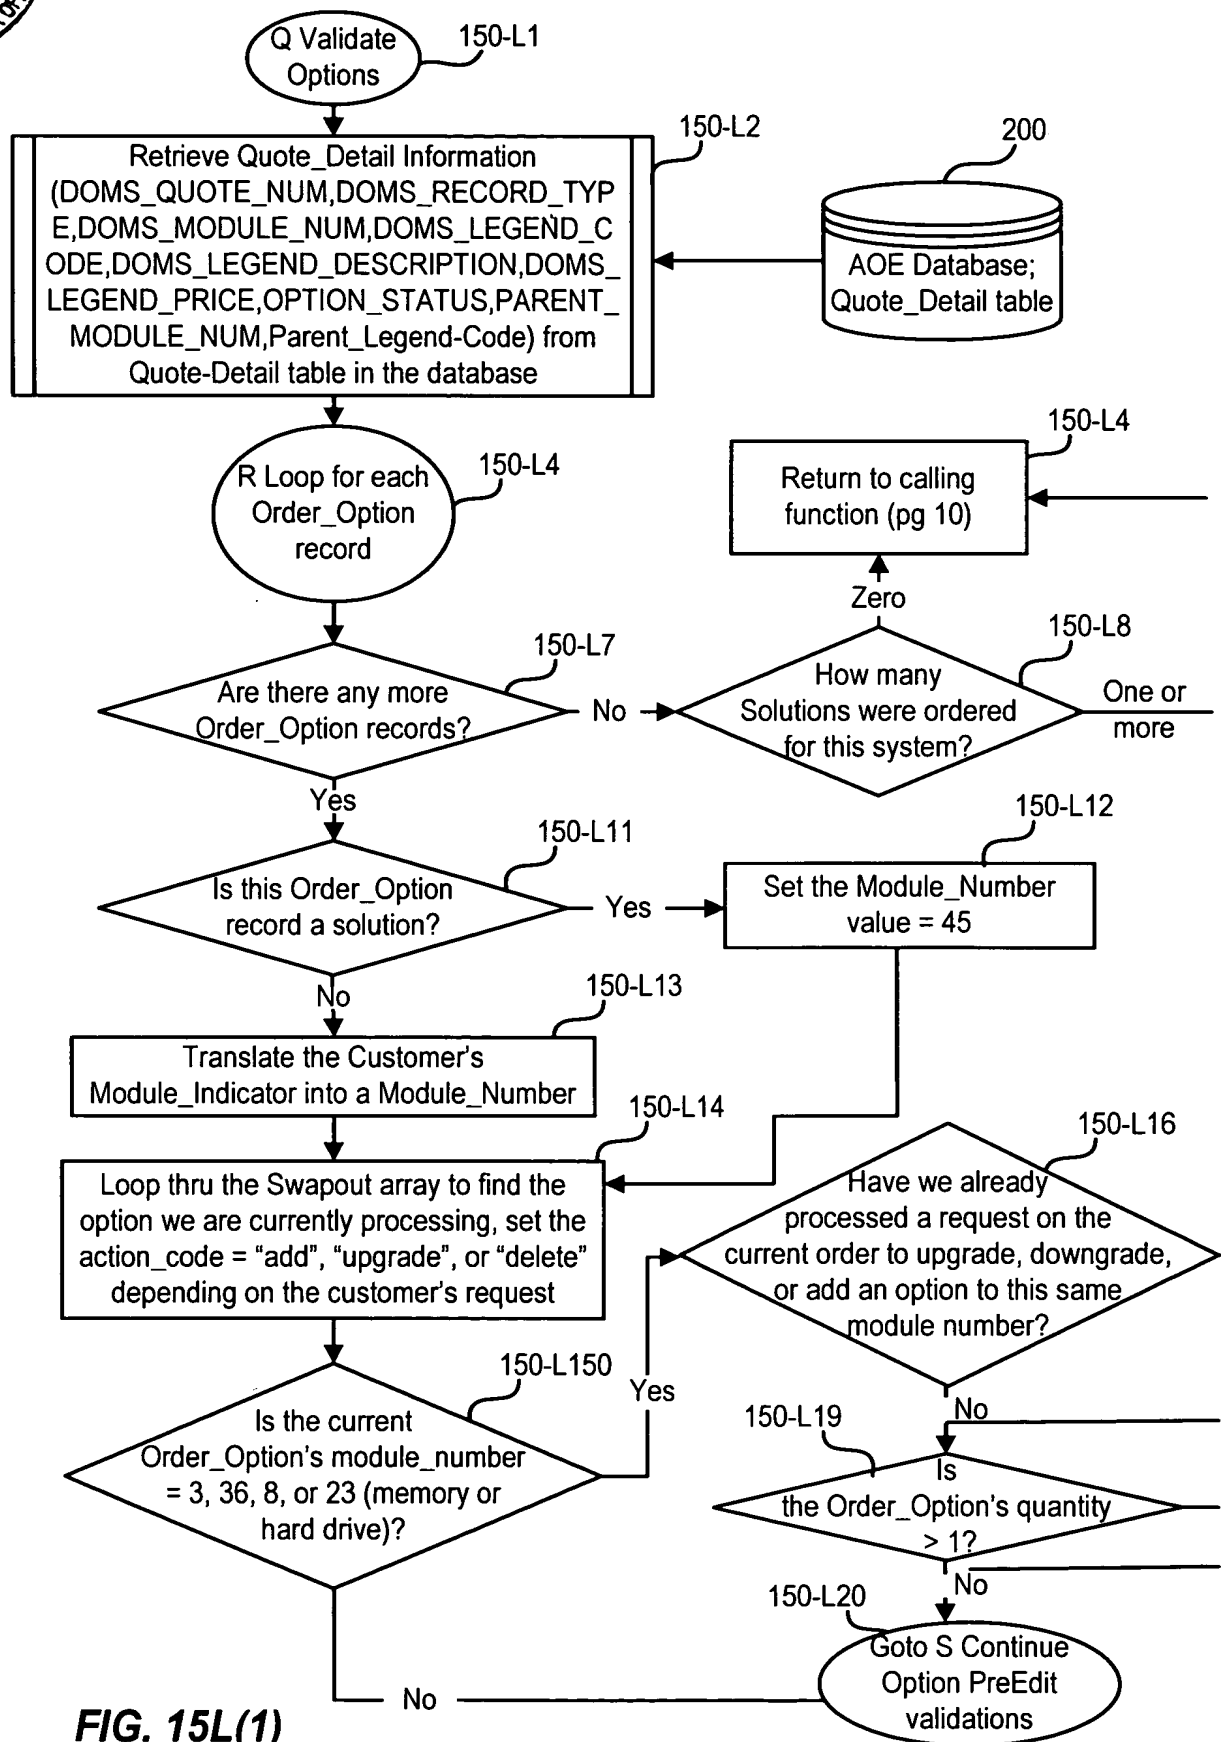 Q Validate
Options
150-L1
Retrieve Quote_Detail Information
(DOMS_QUOTE_NUM,DOMS_RECORD_TYP
E,DOMS_MODULE_NUM,DOMS_LEGEND_C
ODE,DOMS_LEGEND_DESCRIPTION,DOMS_
LEGEND_PRICE,OPTION_STATUS,PARENT_
MODULE_NUM,Parent_Legend-Code) from
Quote-Detail table in the database
150-L2
200
AOE Database;
Quote_Detail table
R Loop for each
Order_Option
record
150-L4
150-L4
Return to calling
function (pg 10)
Zero
Are there any more
Order_Option records?
150-L7
No
150-L8
How many
Solutions were ordered
for this system?
One or
more
Yes
150-L11
Is this Order_Option
record a solution?
Yes
150-L12
Set the Module_Number
value = 45
No
150-L13
Translate the Customer's
Module_Indicator into a Module_Number
150-L14
Loop thru the Swapout array to find the
option we are currently processing, set the
action_code = “add”, “upgrade”, or “delete”
depending on the customer's request
150-L16
Have we already
processed a request on the
current order to upgrade, downgrade,
or add an option to this same
module number?
150-L150
Is the current
Order_Option's module_number
= 3, 36, 8, or 23 (memory or
hard drive)?
Yes
No
150-L19
Is
the Order_Option's quantity
> 1?
No
150-L20
Goto S Continue
Option PreEdit
validations
No
FIG. 15L(1)